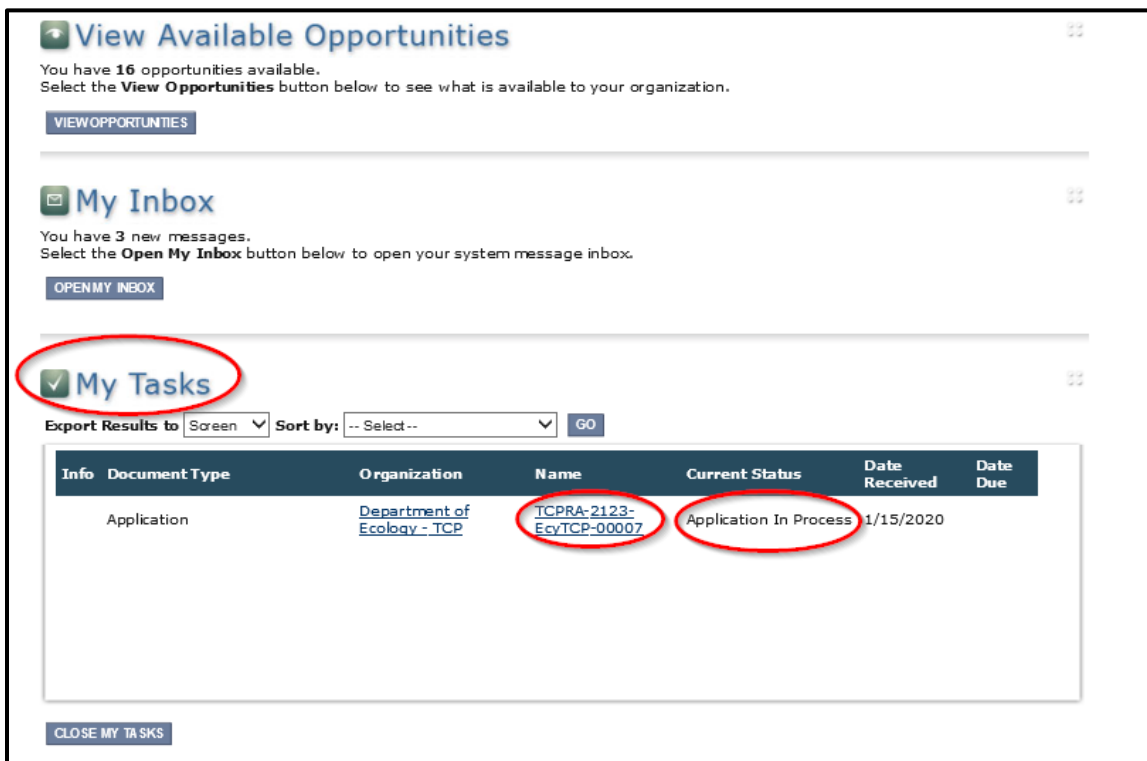 View Available Opportunities
You have 16 opportunities available.
Select the View Opportunities button below to see what is available to your organization.
VIEW OPPORTUNITIES
My Inbox
You have 3 new messages.
Select the Open My Inbox button below to open your system message inbox.
OPEN MY INBOX
My Tasks
Export Results to Screen Sort by: -- Select -- GO
Info Document Type Organization Name Current Status Date Received Date Due
Application Department of Ecology - TCP TCPRA-2123-EcyTCP-00007 Application In Process 1/15/2020
CLOSE MY TASKS